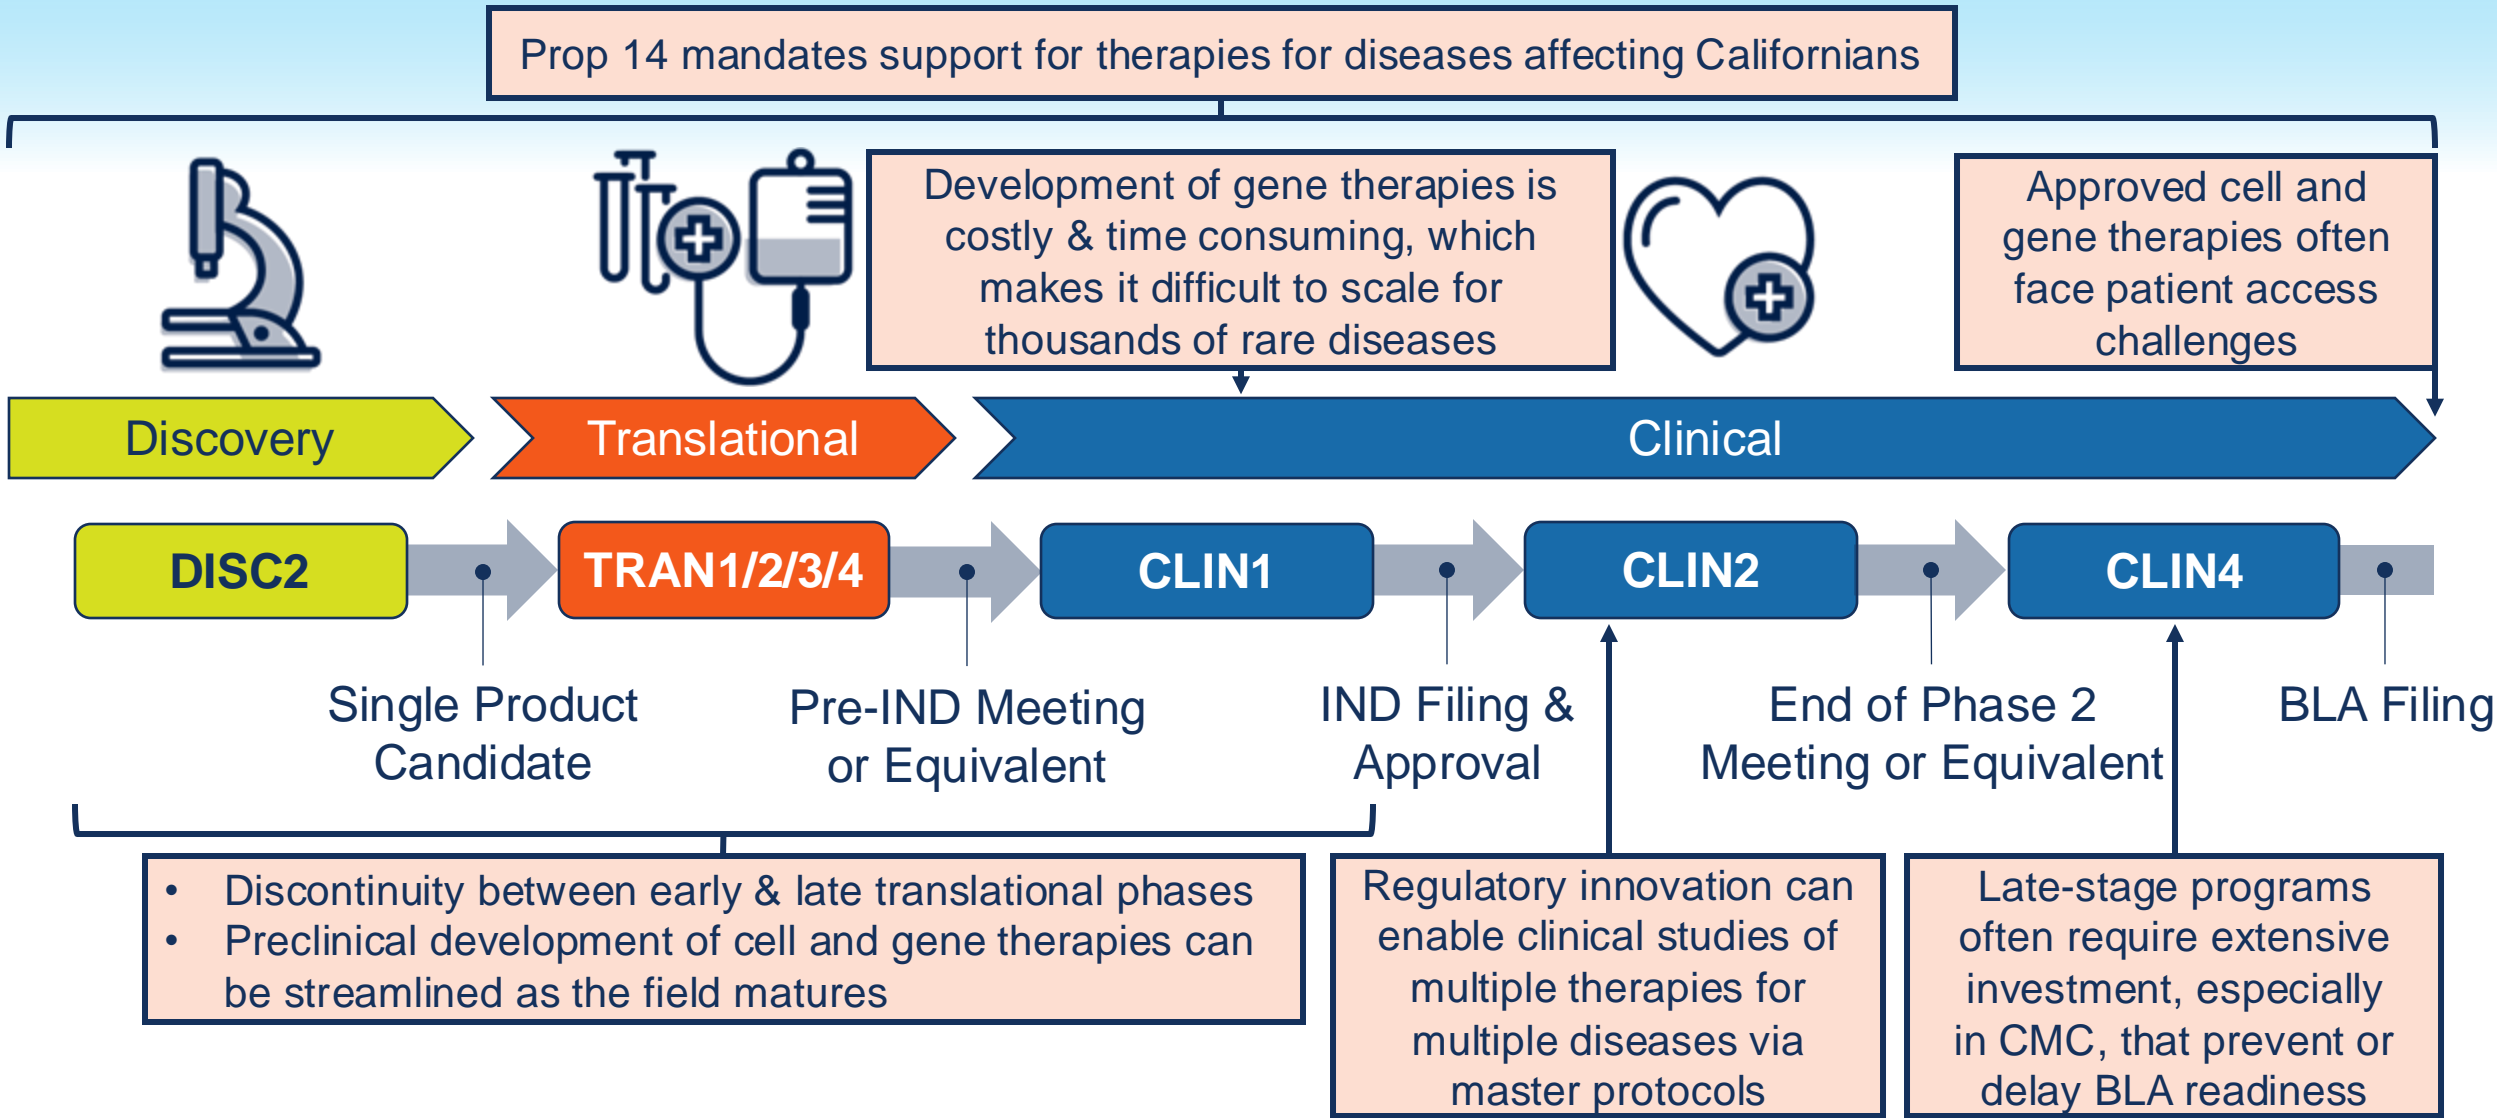 Prop 14 mandates support for therapies for diseases affecting Californians
Development of gene therapies is
costly & time consuming, which
makes it difficult to scale for
thousands of rare diseases
Approved cell and
gene therapies often
face patient access
challenges
Discovery
Translational
Clinical
DISC2
TRAN1/2/3/4
CLIN1
CLIN2
CLIN4
Single Product
Candidate
Pre-IND Meeting
or Equivalent
IND Filing &
Approval
End of Phase 2
Meeting or Equivalent
BLA Filing
• Discontinuity between early & late translational phases
• Preclinical development of cell and gene therapies can
be streamlined as the field matures
Regulatory innovation can
enable clinical studies of
multiple therapies for
multiple diseases via
master protocols
Late-stage programs
often require extensive
investment, especially
in CMC, that prevent or
delay BLA readiness